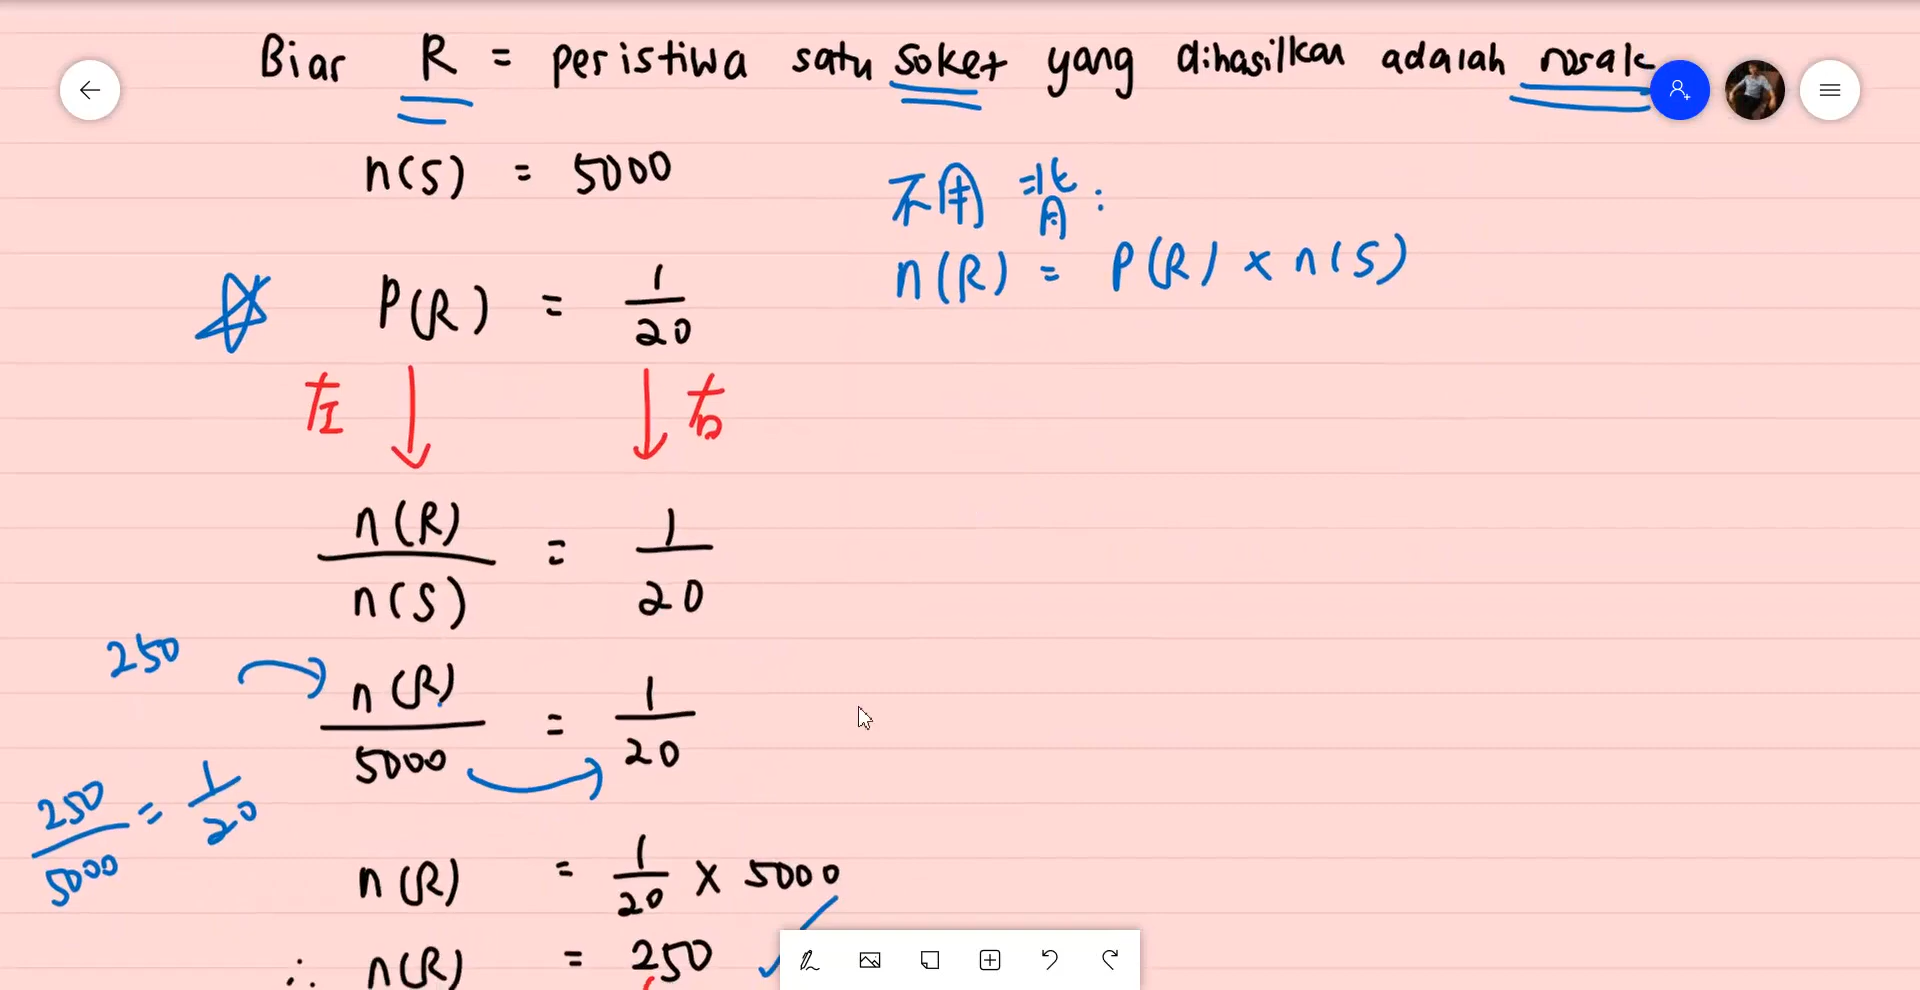 Biar R = peristiwa satu soket yang dihasilkan adalah rosak
n(S) = 5000
不用背:
n(R) = P(R) × n(S)
P(R) = 1/20
左 右
n(R)/n(S) = 1/20
250
n(R)/5000 = 1/20
250/5000 = 1/20
n(R) = 1/20 × 5000
∴ n(R) = 250